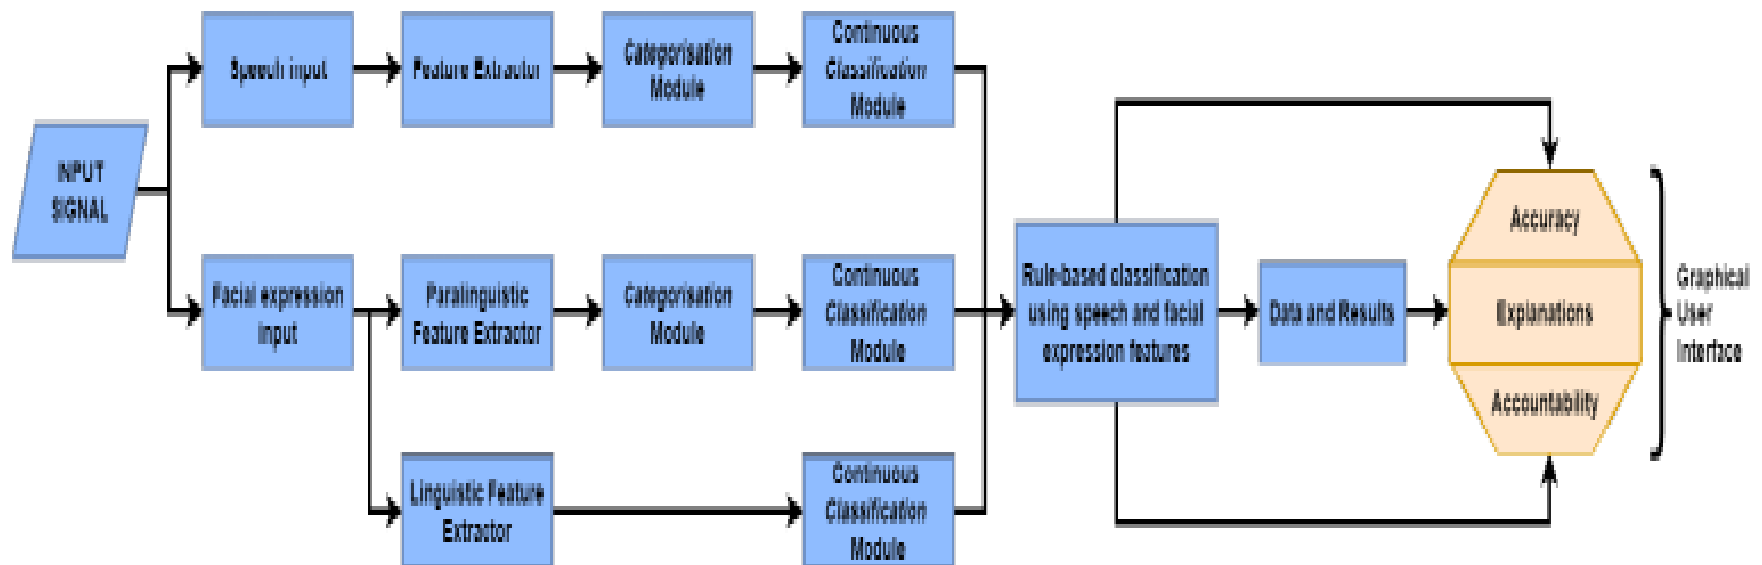 INPUT
SIGNAL
Speech input
Feature Extractor
Categorisation
Module
Continuous
Classification
Module
Facial expression
input
Paralinguistic
Feature Extractor
Categorisation
Module
Continuous
Classification
Module
Linguistic Feature
Extractor
Continuous
Classification
Module
Rule-based classification
using speech and facial
expression features
Data and Results
Accuracy
Explanations
Accountability
Graphical
User
Interface